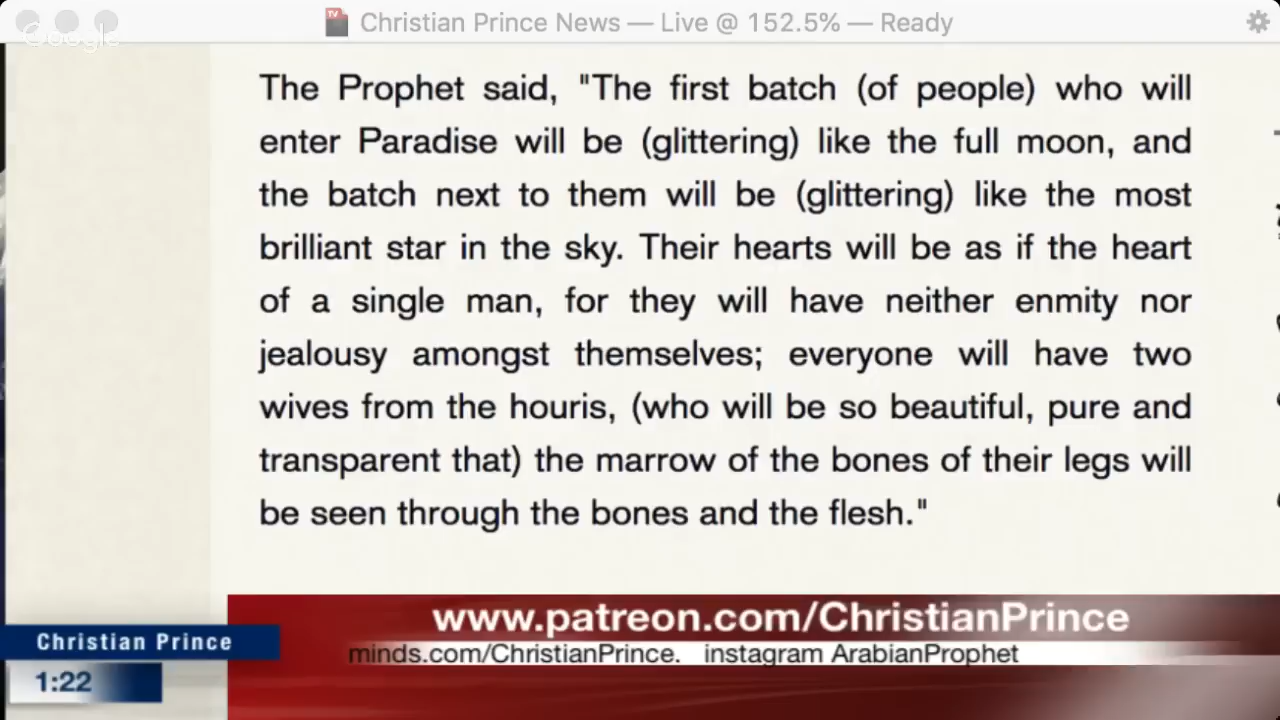 Christian Prince News — Live @ 152.5% — Ready
Google
The Prophet said, "The first batch (of people) who will
enter Paradise will be (glittering) like the full moon, and
the batch next to them will be (glittering) like the most
brilliant star in the sky. Their hearts will be as if the heart
of a single man, for they will have neither enmity nor
jealousy amongst themselves; everyone will have two
wives from the houris, (who will be so beautiful, pure and
transparent that) the marrow of the bones of their legs will
be seen through the bones and the flesh."
www.patreon.com/ChristianPrince
Christian Prince
minds.com/ChristianPrince. instagram ArabianProphet
1:22